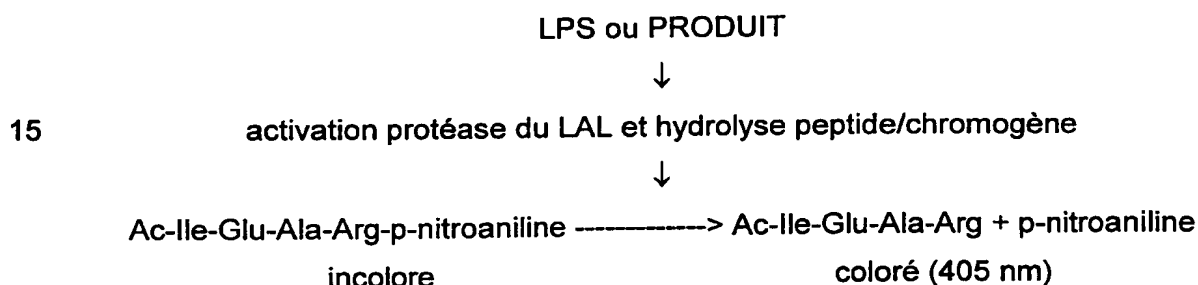 LPS ou PRODUIT
↓
15 activation protéase du LAL et hydrolyse peptide/chromogène
↓
Ac-Ile-Glu-Ala-Arg-p-nitroaniline ------------> Ac-Ile-Glu-Ala-Arg + p-nitroaniline
incolore coloré (405 nm)